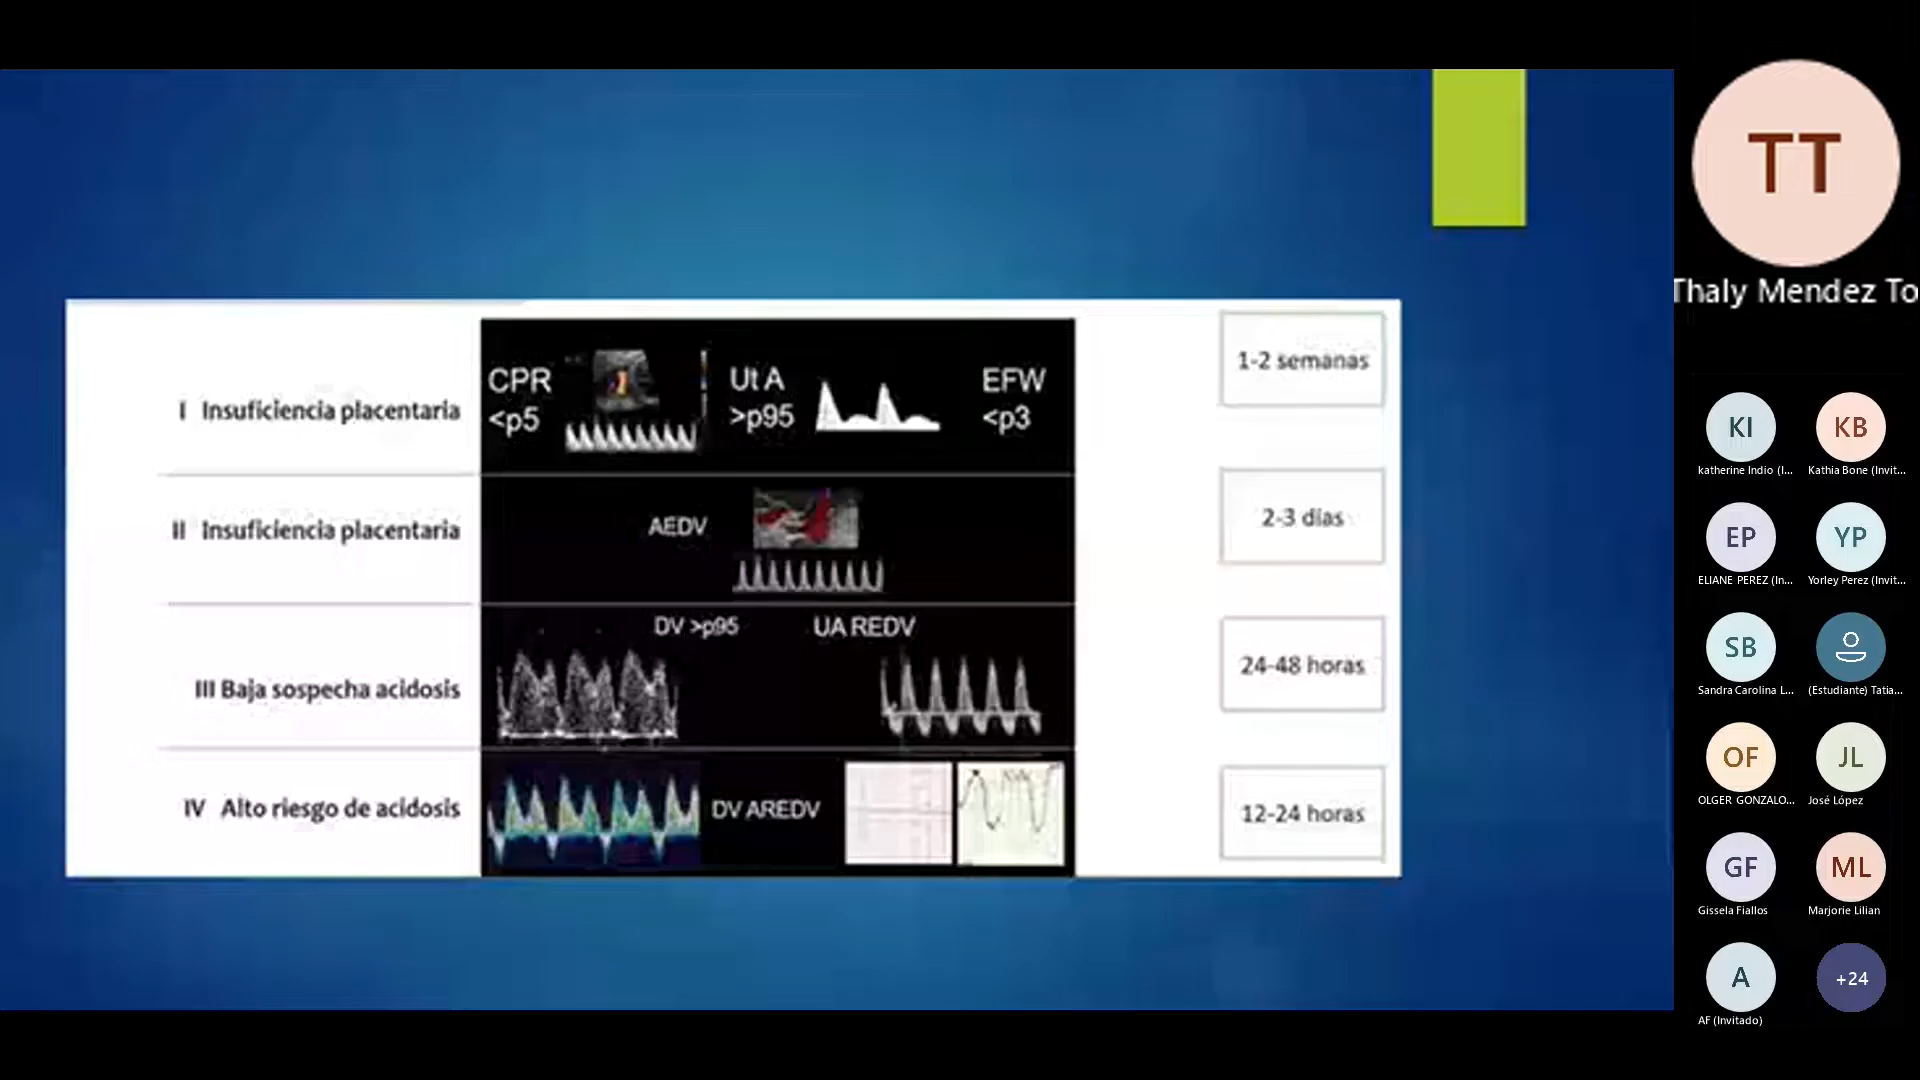 I Insuficiencia placentaria
CPR
<p5
Ut A
>p95
EFW
<p3
1-2 semanas
II Insuficiencia placentaria
AEDV
2-3 días
III Baja sospecha acidosis
DV >p95
UA REDV
24-48 horas
IV Alto riesgo de acidosis
DV AREDV
12-24 horas
TT
Thaly Mendez To
KI
katherine Indio (I...
KB
Kathia Bone (Invit...
EP
ELIANE PEREZ (In...
YP
Yorley Perez (Invit...
SB
Sandra Carolina L...
(Estudiante) Tatia...
OF
OLGER GONZALO...
JL
José López
GF
Gissela Fiallos
ML
Marjorie Lilian
A
AF (Invitado)
+24